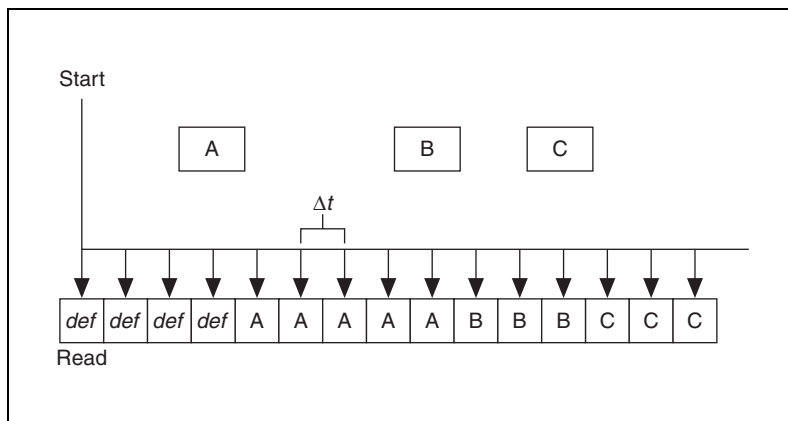 Start
A B C
Δt
def def def def A A A A A B B B C C C
Read